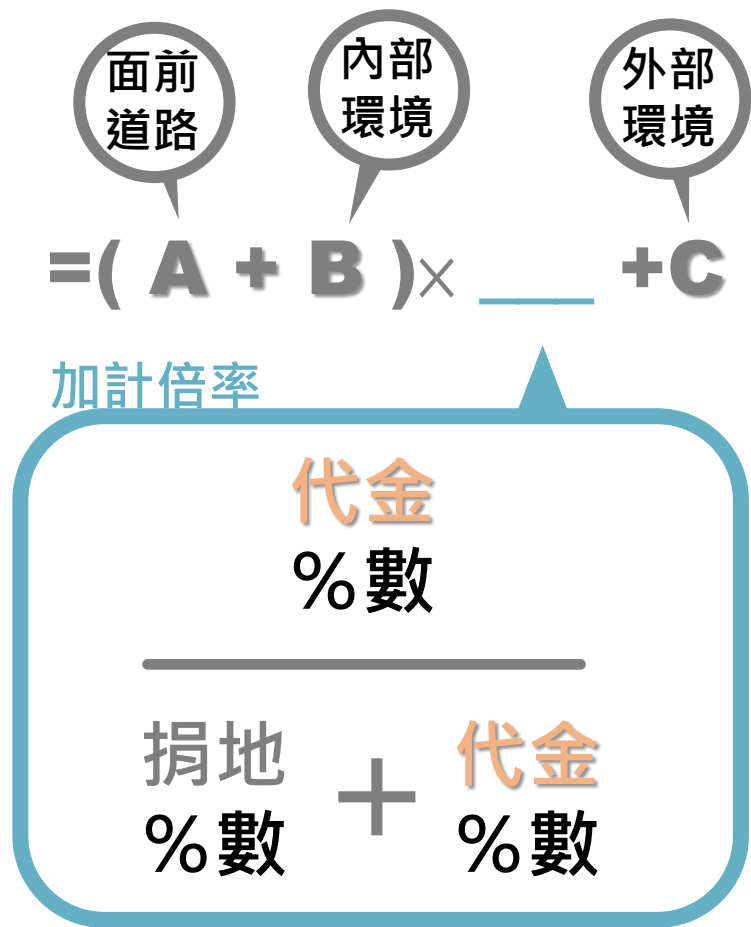 面前
道路
內部
環境
外部
環境
=( A + B )× ___ +C
加計倍率
代金
%數
捐地 + 代金
%數 %數